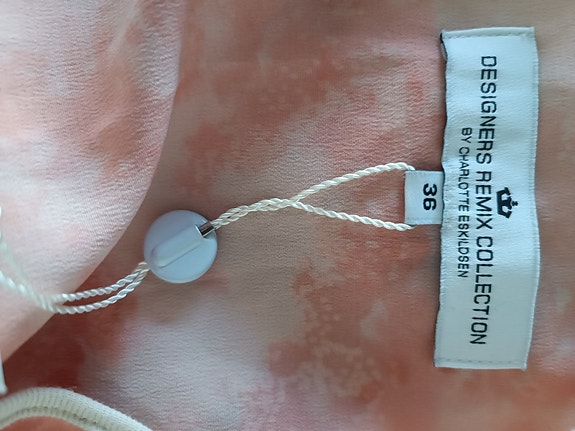 DESIGNERS REMIX COLLECTION
BY CHARLOTTE ESKILDSEN
36